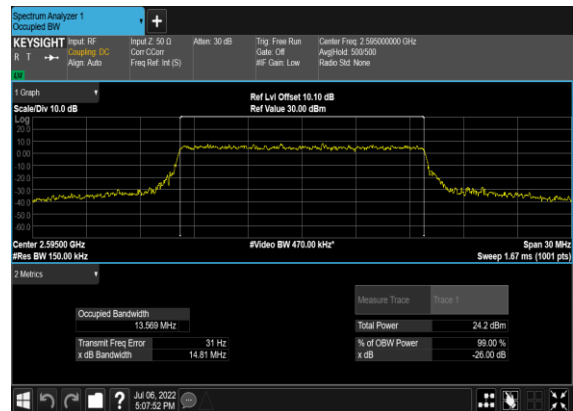 Spectrum Analyzer 1
Occupied BW
KEYSIGHT Input: RF Input Z: 50 Ω Atten: 30 dB Trig: Free Run Center Freq: 2.595000000 GHz
R T Coupling: DC Corr CCorr Gate: Off Avg|Hold: 500/500
Align: Auto Freq Ref: Int (S) #IF Gain: Low Radio Std: None
LV
1 Graph Ref Lvl Offset 10.10 dB
Scale/Div 10.0 dB Ref Value 30.00 dBm
Log
20.0
10.0
0.00
-10.0
-20.0
-30.0
-40.0
-50.0
-60.0
Center 2.59500 GHz #Video BW 470.00 kHz* Span 30 MHz
#Res BW 150.00 kHz Sweep 1.67 ms (1001 pts)
2 Metrics
Measure Trace Trace 1
Occupied Bandwidth
13.569 MHz Total Power 24.2 dBm
Transmit Freq Error 31 Hz % of OBW Power 99.00 %
x dB Bandwidth 14.81 MHz x dB -26.00 dB
? Jul 06, 2022
5:07:52 PM